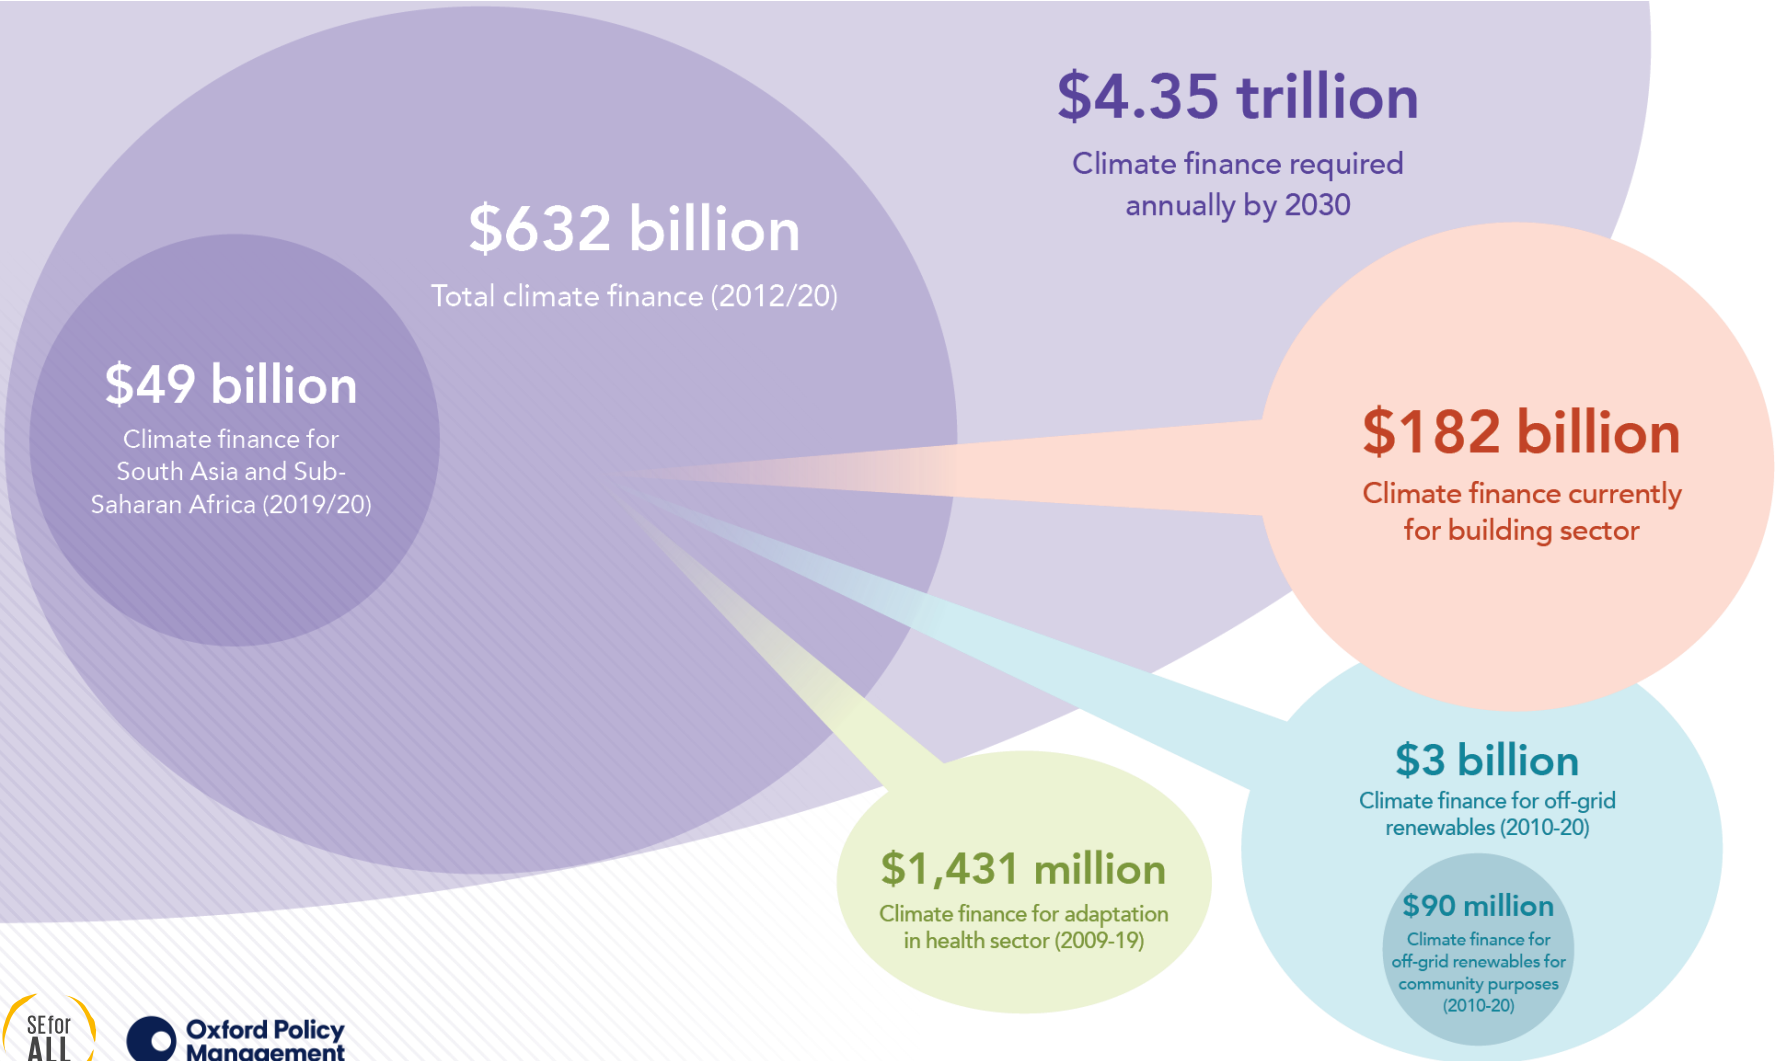 $4.35 trillion
Climate finance required
annually by 2030
$632 billion
Total climate finance (2012/20)
$49 billion
Climate finance for
South Asia and Sub-
Saharan Africa (2019/20)
$182 billion
Climate finance currently
for building sector
$3 billion
Climate finance for off-grid
renewables (2010-20)
$90 million
Climate finance for
off-grid renewables for
community purposes
(2010-20)
$1,431 million
Climate finance for adaptation
in health sector (2009-19)
SEfor
ALL
Oxford Policy
Management